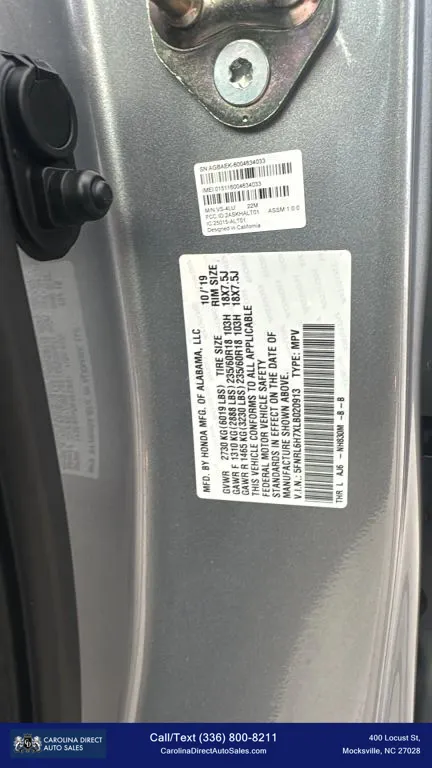 SN AGBAEK-6004634033
IMEI 015116004634033
M/N VS-4LU 22M
FCC ID:2ASKHALT01 ASSM 1.0.0
IC:25015-ALT01
Designed in California
MFD. BY HONDA MFG. OF ALABAMA, LLC 10/'19
GVWR 2730 KG(6019 LBS) TIRE SIZE RIM SIZE
GAWR F 1310 KG(2888 LBS) 235/60R18 103H 18X7.5J
GAWR R 1465 KG(3230 LBS) 235/60R18 103H 18X7.5J
THIS VEHICLE CONFORMS TO ALL APPLICABLE
FEDERAL MOTOR VEHICLE SAFETY
STANDARDS IN EFFECT ON THE DATE OF
MANUFACTURE SHOWN ABOVE.
V.I.N.: 5FNRL6H7XLB020913 TYPE: MPV
THR L AJ6 - NH830M -B -B
CAROLINA DIRECT
AUTO SALES
Call/Text (336) 800-8211
CarolinaDirectAutoSales.com
400 Locust St,
Mocksville, NC 27028